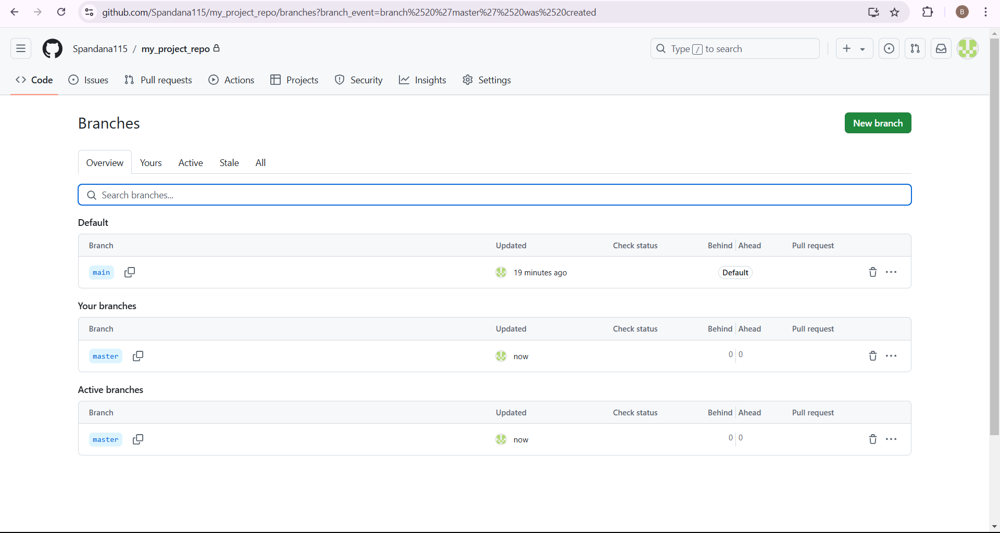 github.com/Spandana115/my_project_repo/branches?branch_event=branch%2520%27master%27%2520was%2520created
B
Spandana115 / my_project_repo
Type / to search
Code Issues Pull requests Actions Projects Security Insights Settings
Branches
New branch
Overview Yours Active Stale All
Search branches...
Default
Branch Updated Check status Behind Ahead Pull request
main 19 minutes ago Default
Your branches
Branch Updated Check status Behind Ahead Pull request
master now 0 0
Active branches
Branch Updated Check status Behind Ahead Pull request
master now 0 0